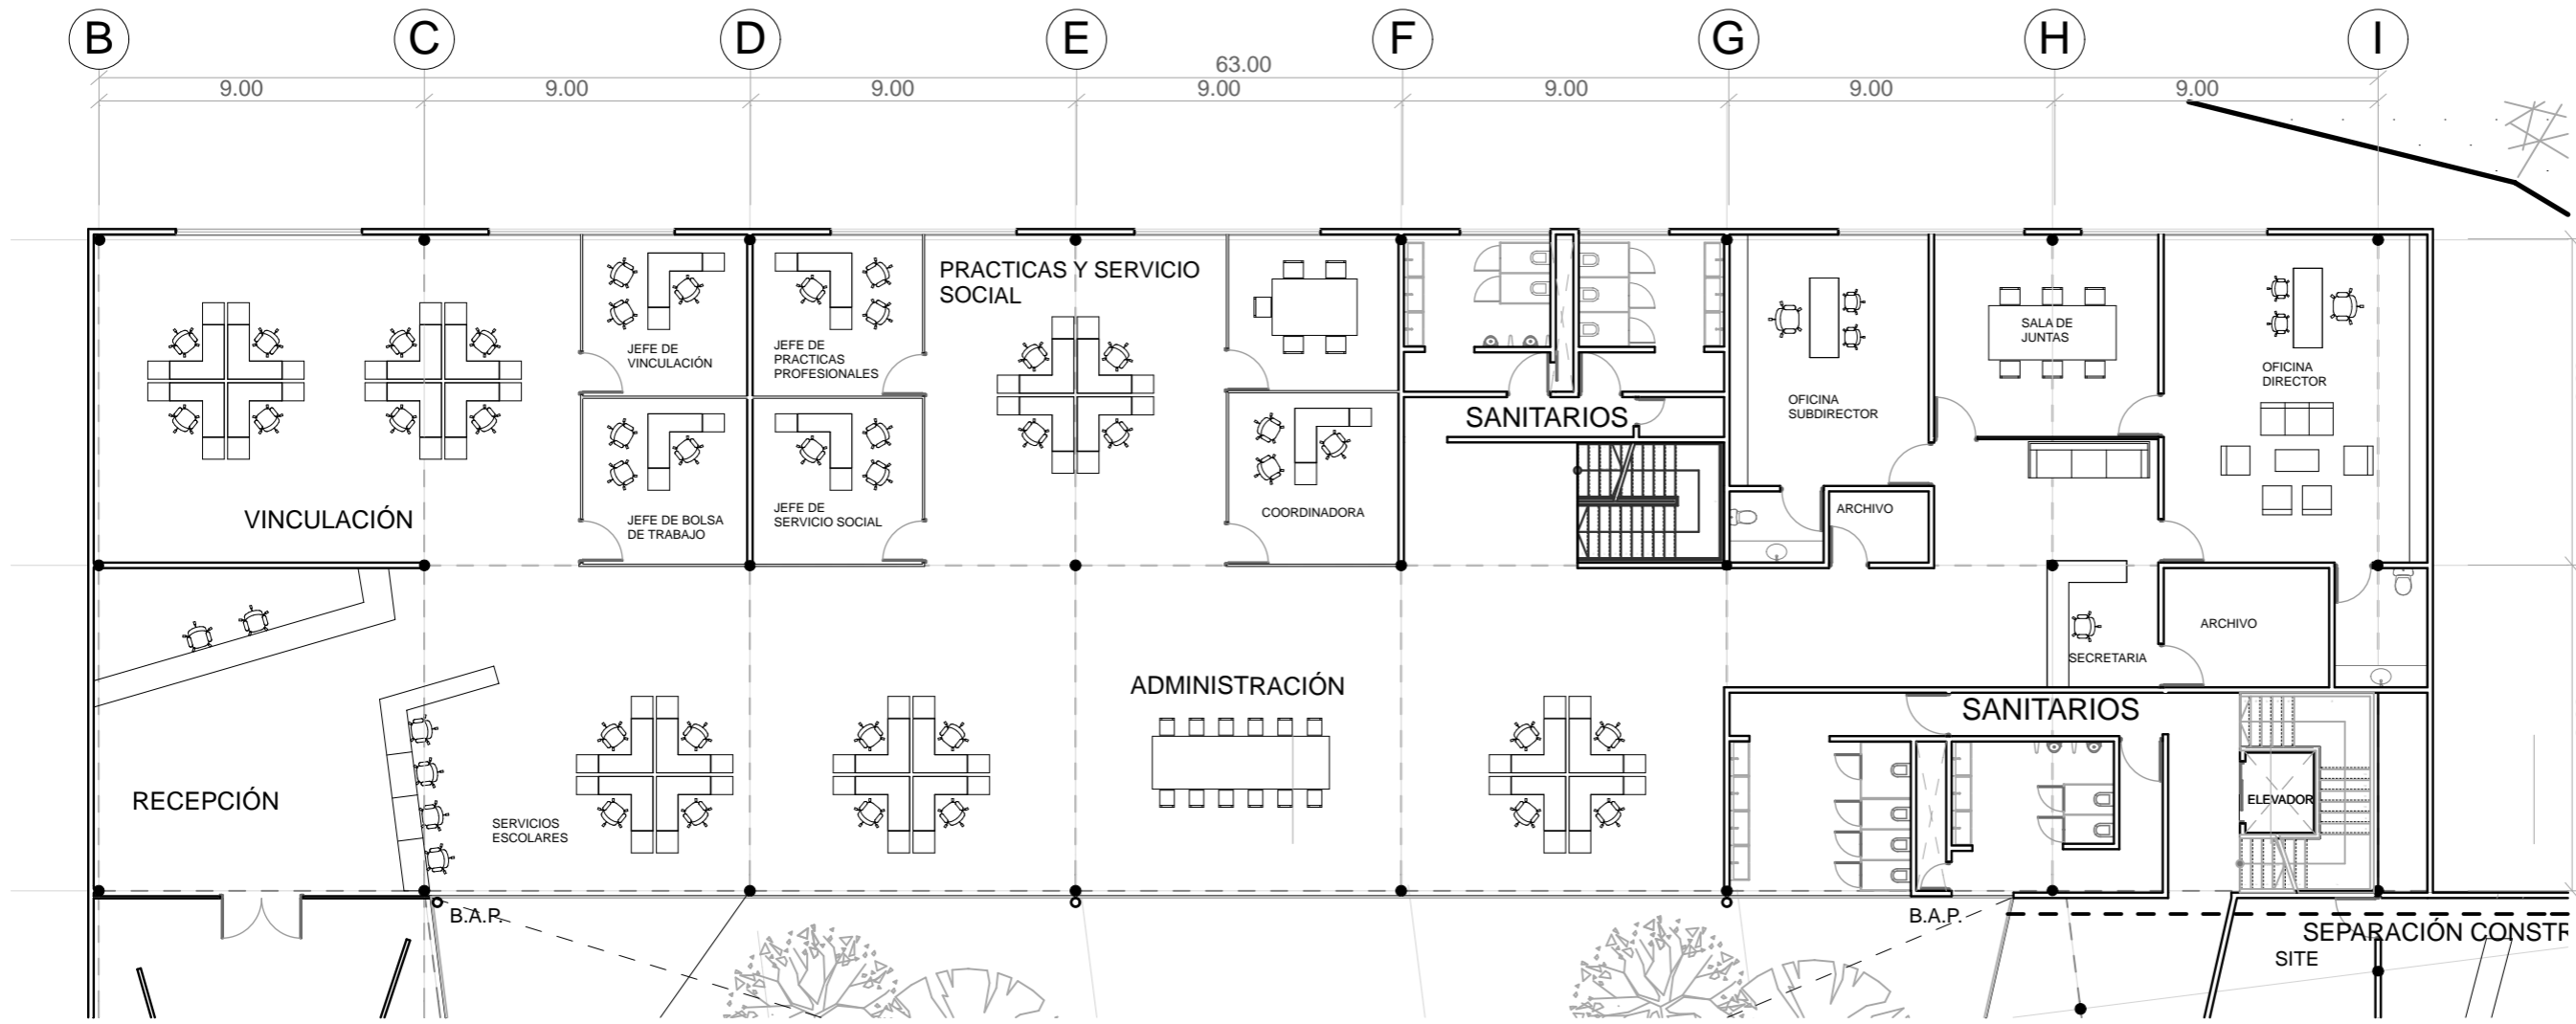 B C D E F G H I
63.00
9.00 9.00 9.00 9.00 9.00 9.00 9.00
PRACTICAS Y SERVICIO
SOCIAL
JEFE DE
VINCULACIÓN
JEFE DE
PRACTICAS
PROFESIONALES
SALA DE
JUNTAS
OFICINA
DIRECTOR
OFICINA
SUBDIRECTOR
SANITARIOS
VINCULACIÓN
JEFE DE BOLSA
DE TRABAJO
JEFE DE
SERVICIO SOCIAL
COORDINADORA
ARCHIVO
ARCHIVO
SECRETARIA
ADMINISTRACIÓN
SANITARIOS
RECEPCIÓN
SERVICIOS
ESCOLARES
ELEVADOR
B.A.P.
B.A.P.
SEPARACIÓN CONSTR
SITE